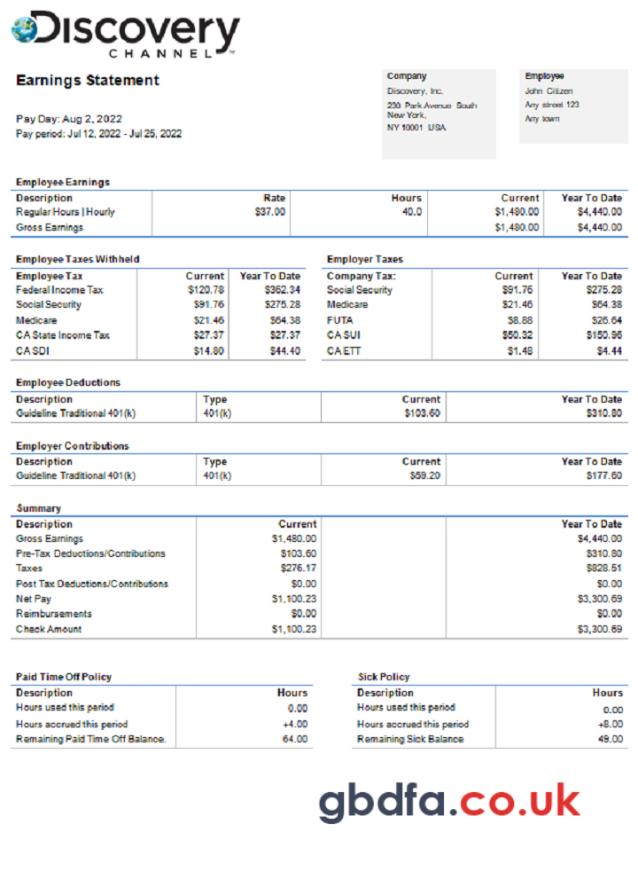 Discovery
CHANNEL
Earnings Statement
Company
Discovery, Inc.
230 Park Avenue South
New York,
NY 10001 USA
Employee
John Citizen
Any street 123
Any town
Pay Day: Aug 2, 2022
Pay period: Jul 12, 2022 - Jul 25, 2022
Employee Earnings
Description Rate Hours Current Year To Date
Regular Hours | Hourly $37.00 40.0 $1,480.00 $4,440.00
Gross Earnings $1,480.00 $4,440.00
Employee Taxes Withheld
Employee Tax Current Year To Date
Federal Income Tax $120.78 $362.34
Social Security $91.76 $275.28
Medicare $21.46 $64.38
CA State Income Tax $27.37 $27.37
CA SDI $14.80 $44.40
Employer Taxes
Company Tax: Current Year To Date
Social Security $91.76 $275.28
Medicare $21.46 $64.38
FUTA $8.88 $26.64
CA SUI $50.32 $150.96
CA ETT $1.48 $4.44
Employee Deductions
Description Type Current Year To Date
Guideline Traditional 401(k) 401(k) $103.60 $310.80
Employer Contributions
Description Type Current Year To Date
Guideline Traditional 401(k) 401(k) $59.20 $177.60
Summary
Description Current Year To Date
Gross Earnings $1,480.00 $4,440.00
Pre-Tax Deductions/Contributions $103.60 $310.80
Taxes $276.17 $828.51
Post Tax Deductions/Contributions $0.00 $0.00
Net Pay $1,100.23 $3,300.69
Reimbursements $0.00 $0.00
Check Amount $1,100.23 $3,300.69
Paid Time Off Policy
Description Hours
Hours used this period 0.00
Hours accrued this period +4.00
Remaining Paid Time Off Balance. 64.00
Sick Policy
Description Hours
Hours used this period 0.00
Hours accrued this period +8.00
Remaining Sick Balance 49.00
gbdfa.co.uk